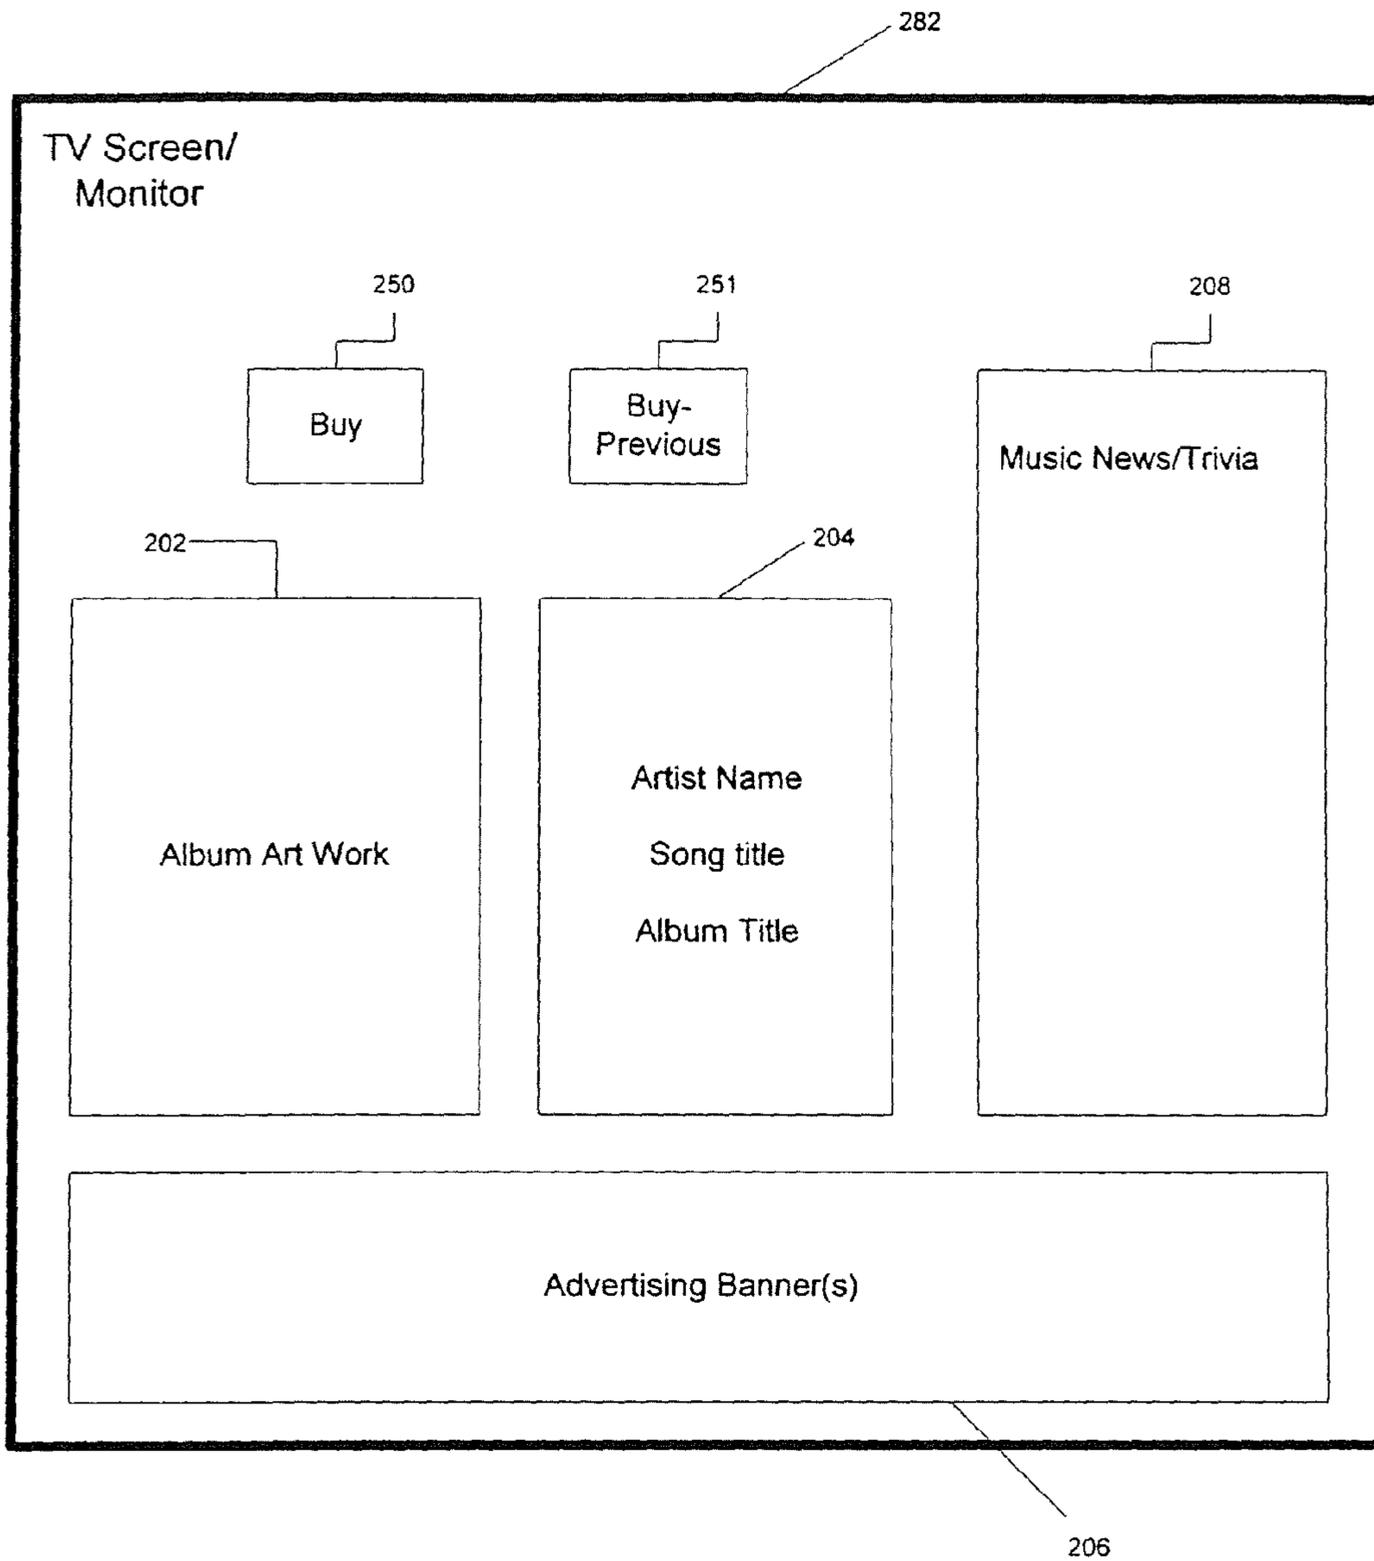 282
TV Screen/
Monitor
250
251
208
Buy
Buy-
Previous
Music News/Trivia
202
204
Album Art Work
Artist Name
Song title
Album Title
Advertising Banner(s)
206